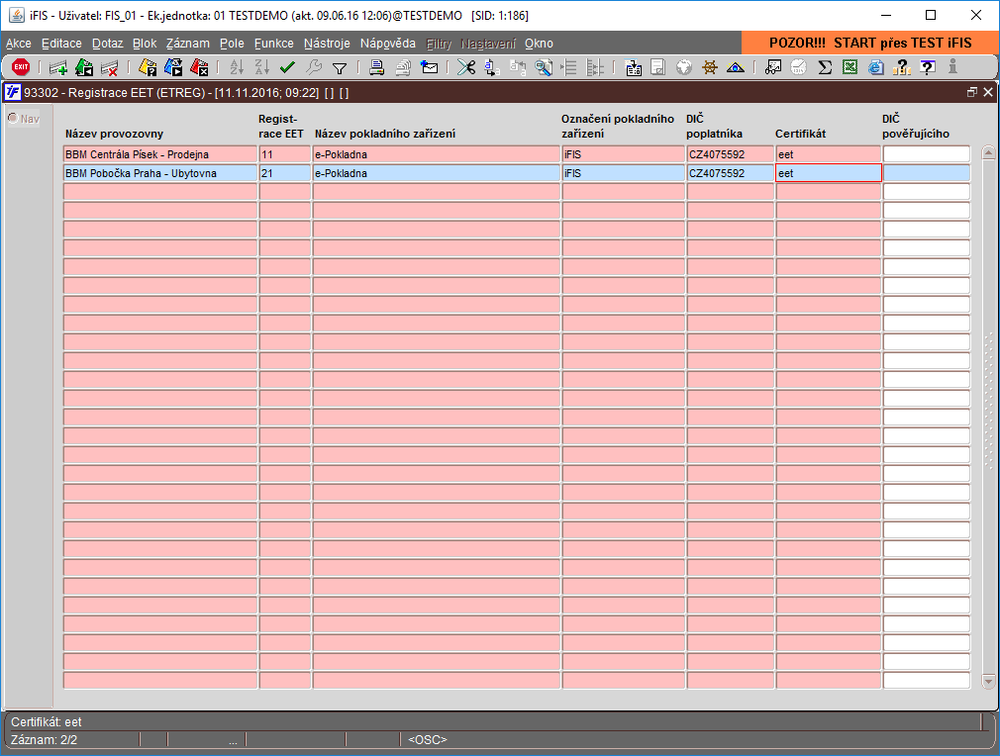 iFIS - Uživatel: FIS_01 - Ek.jednotka: 01 TESTDEMO (akt. 09.06.16 12:06)@TESTDEMO [SID: 1:186]
Akce Editace Dotaz Blok Záznam Pole Funkce Nástroje Nápověda Filtry Nastavení Okno
POZOR!!! START přes TEST iFIS
EXIT
93302 - Registrace EET (ETREG) - [11.11.2016; 09:22] [ ] [ ]
Nav
Název provozovny Regist-race EET Název pokladního zařízení Označení pokladního zařízení DIČ poplatníka Certifikát DIČ pověřujícího
BBM Centrála Písek - Prodejna 11 e-Pokladna iFIS CZ4075592 eet
BBM Pobočka Praha - Ubytovna 21 e-Pokladna iFIS CZ4075592 eet
Certifikát: eet
Záznam: 2/2 ... <OSC>